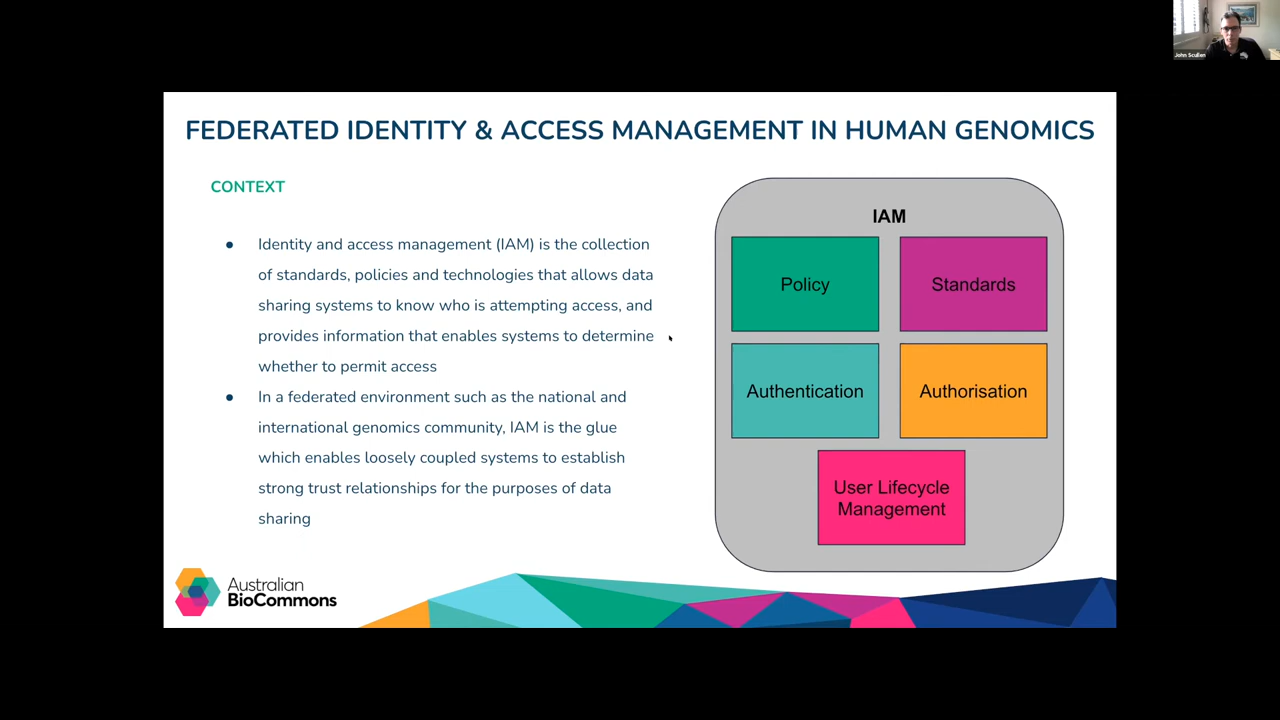 John Scullen
FEDERATED IDENTITY & ACCESS MANAGEMENT IN HUMAN GENOMICS
CONTEXT
● Identity and access management (IAM) is the collection
of standards, policies and technologies that allows data
sharing systems to know who is attempting access, and
provides information that enables systems to determine
whether to permit access
● In a federated environment such as the national and
international genomics community, IAM is the glue
which enables loosely coupled systems to establish
strong trust relationships for the purposes of data
sharing
IAM
Policy
Standards
Authentication
Authorisation
User Lifecycle
Management
Australian
BioCommons